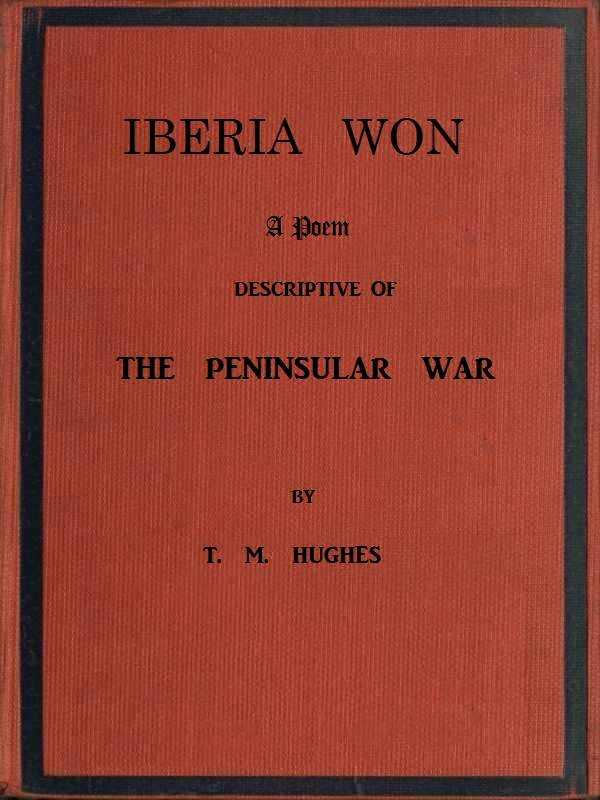 IBERIA WON
A Poem
DESCRIPTIVE OF
THE PENINSULAR WAR
BY
T. M. HUGHES